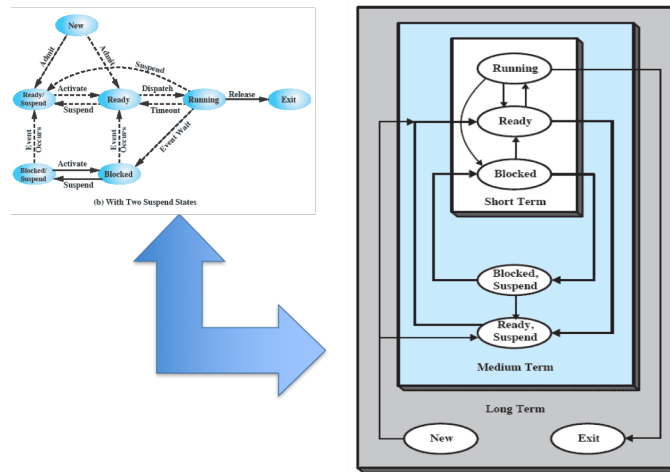 New
Admit
Admit
Suspend
Ready/
Suspend
Activate
Suspend
Ready
Dispatch
Timeout
Running
Release
Exit
Event
Occurs
Event
Occurs
Event Wait
Blocked/
Suspend
Activate
Suspend
Blocked
(b) With Two Suspend States
Running
Ready
Blocked
Short Term
Blocked,
Suspend
Ready,
Suspend
Medium Term
Long Term
New
Exit